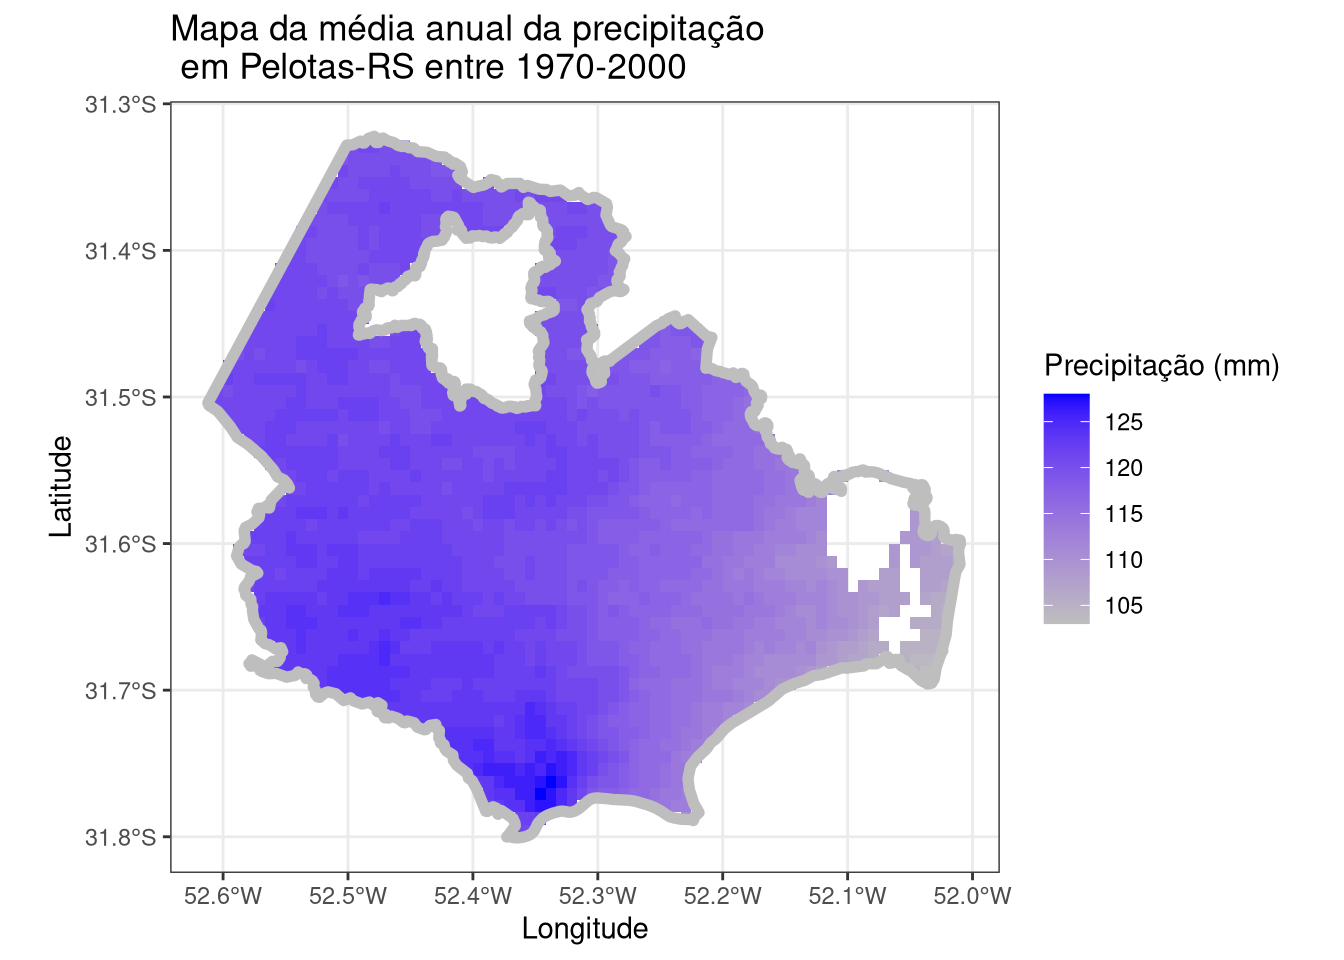 Mapa da média anual da precipitação
em Pelotas-RS entre 1970-2000
31.3°S
31.4°S
31.5°S
31.6°S
31.7°S
31.8°S
Latitude
52.6°W 52.5°W 52.4°W 52.3°W 52.2°W 52.1°W 52.0°W
Longitude
Precipitação (mm)
125
120
115
110
105